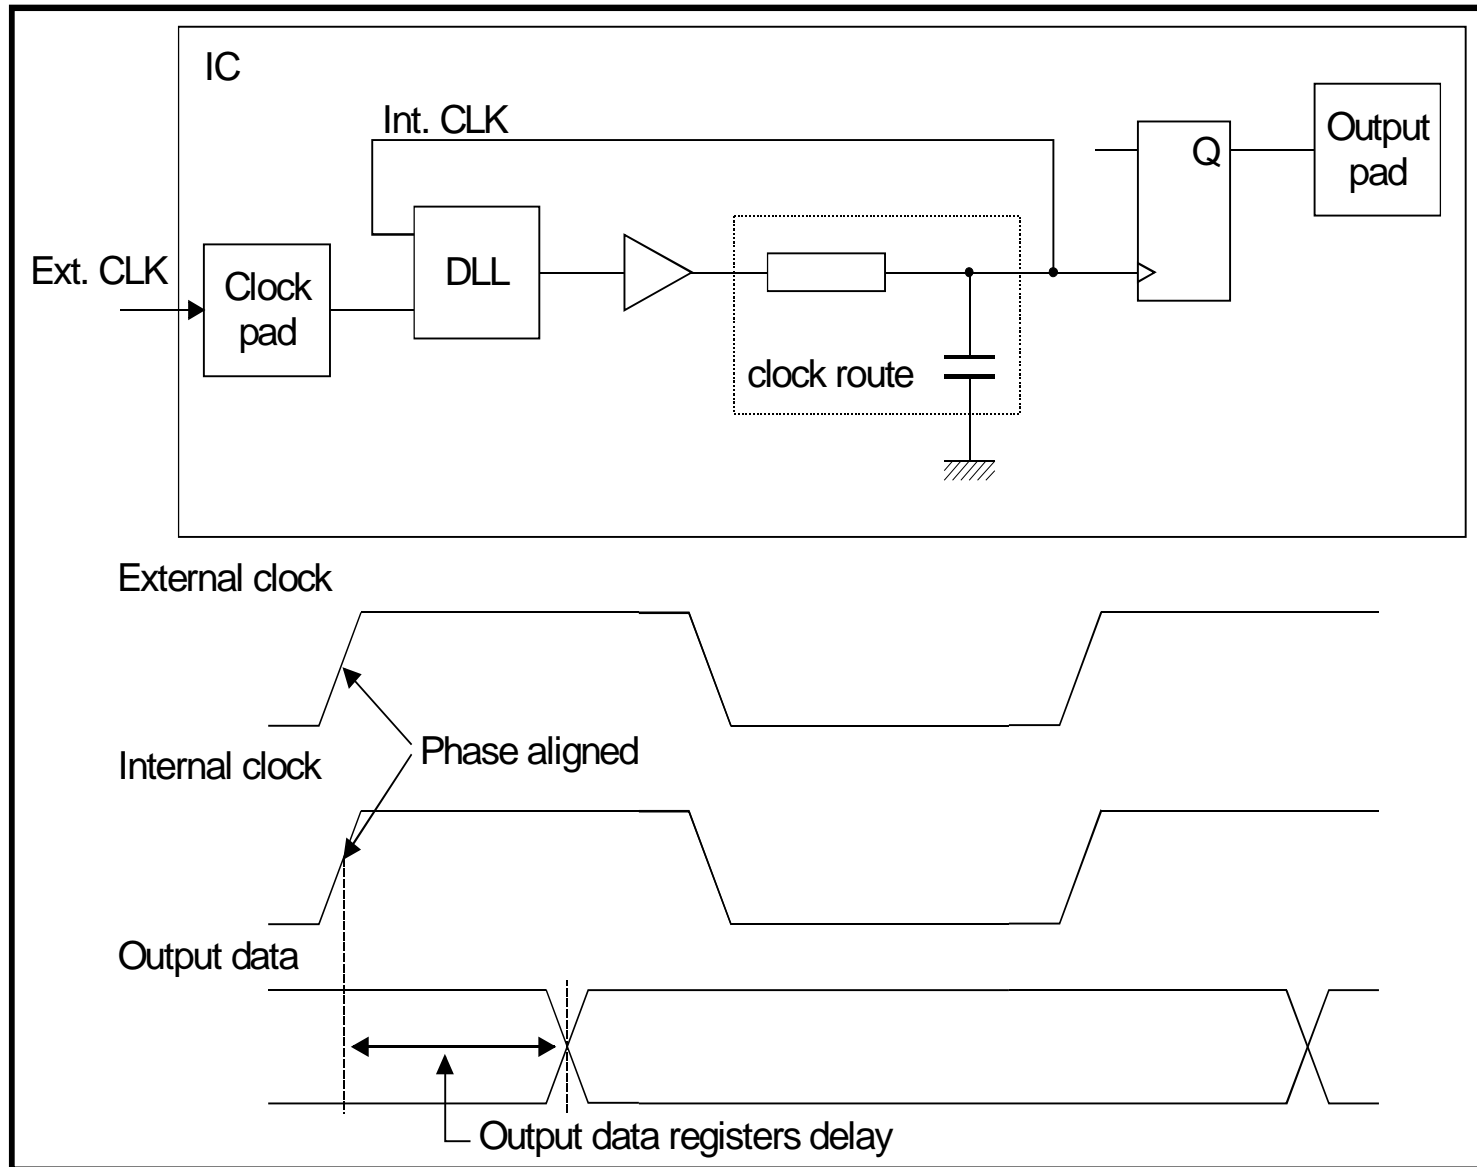 IC
Int. CLK
Q
Output
pad
Ext. CLK
Clock
pad
DLL
clock route
External clock
Phase aligned
Internal clock
Output data
Output data registers delay